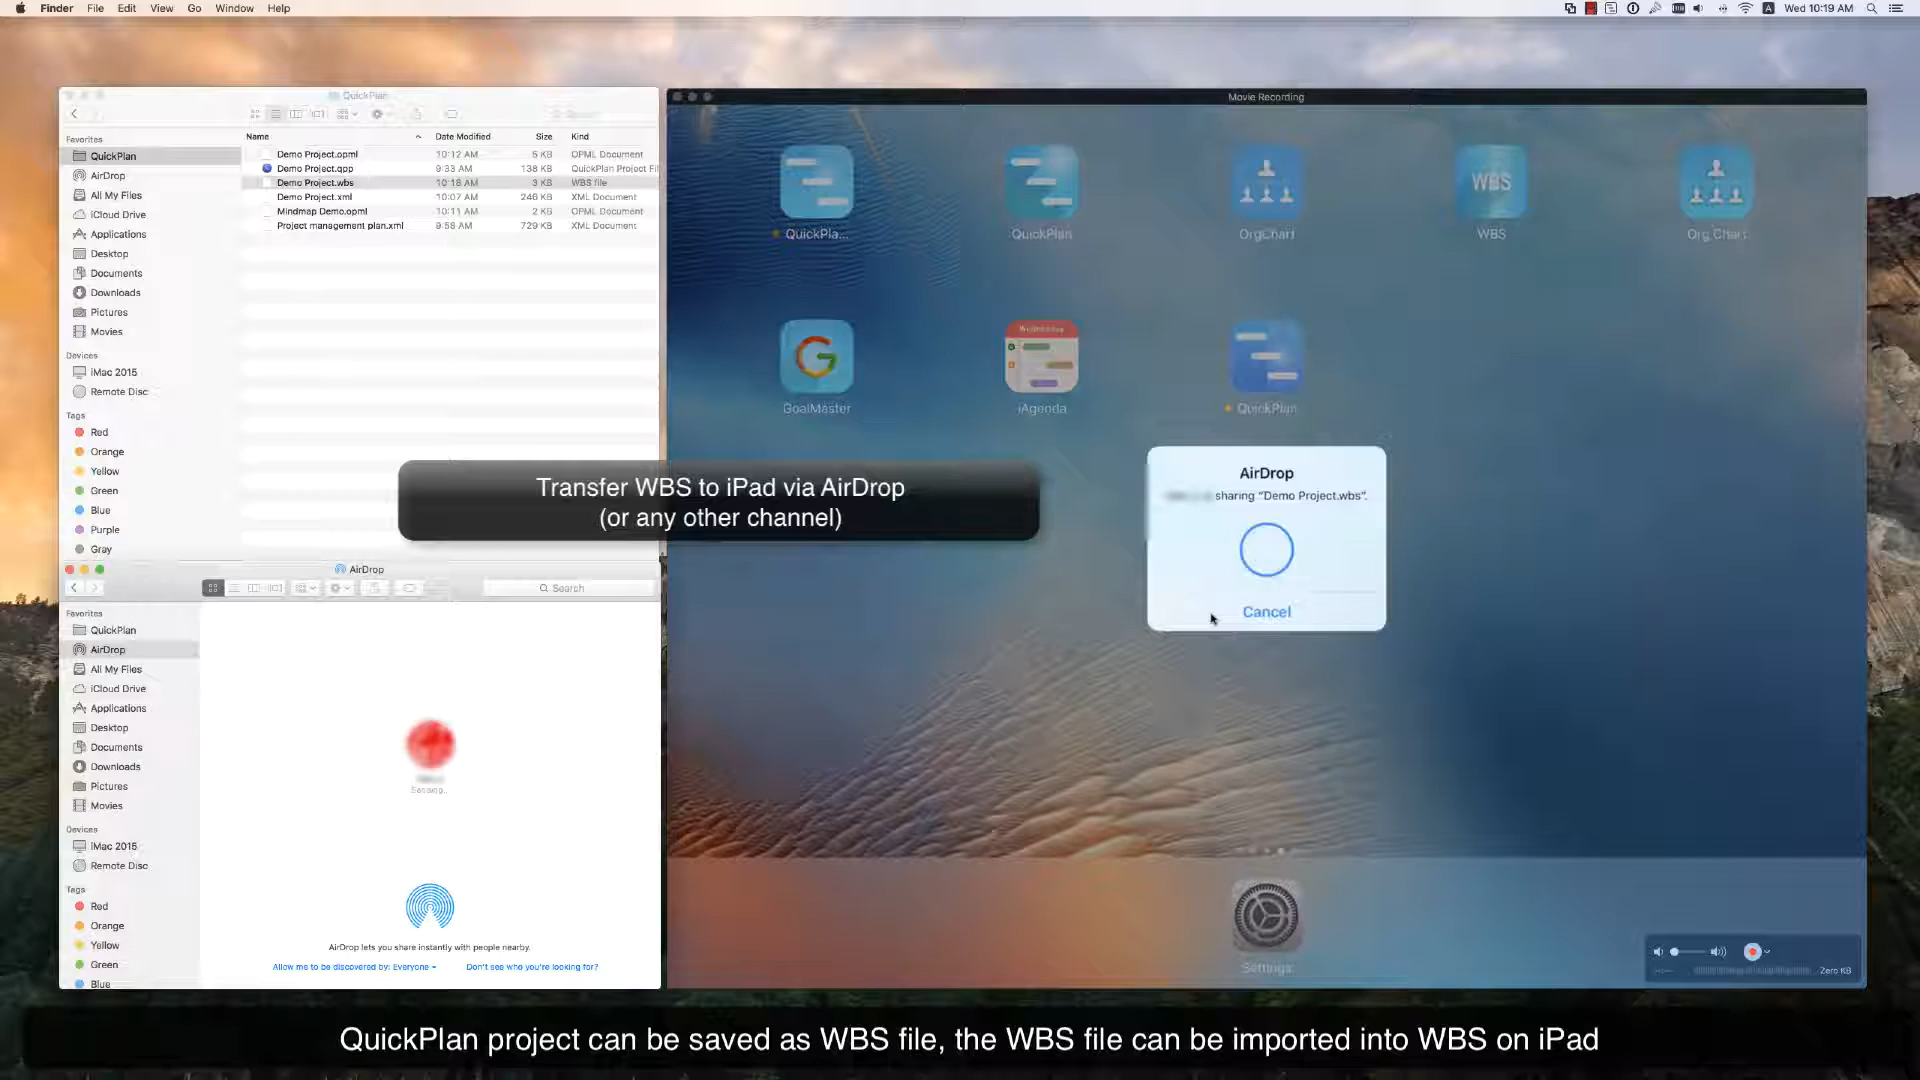 Finder File Edit View Go Window Help
Wed 10:19 AM
QuickPlan
Name Date Modified Size Kind
Demo Project.opml 10:12 AM 5 KB OPML Document
Demo Project.qpp 9:33 AM 138 KB QuickPlan Project Fil
Demo Project.wbs 10:18 AM 3 KB WBS file
Demo Project.xml 10:07 AM 246 KB XML Document
Mindmap Demo.opml 10:11 AM 2 KB OPML Document
Project management plan.xml 9:58 AM 729 KB XML Document
Favorites
QuickPlan
AirDrop
All My Files
iCloud Drive
Applications
Desktop
Documents
Downloads
Pictures
Movies
Devices
iMac 2015
Remote Disc
Tags
Red
Orange
Yellow
Green
Blue
Purple
Gray
Movie Recording
QuickPla...
QuickPlan
OrgChart
WBS
WBS
Org Chart
GoalMaster
iAgenda
QuickPlan
Transfer WBS to iPad via AirDrop
(or any other channel)
AirDrop
sharing “Demo Project.wbs”.
Cancel
AirDrop
Search
Favorites
QuickPlan
AirDrop
All My Files
iCloud Drive
Applications
Desktop
Documents
Downloads
Pictures
Movies
Devices
iMac 2015
Remote Disc
Tags
Red
Orange
Yellow
Green
Blue
AirDrop lets you share instantly with people nearby.
Allow me to be discovered by: Everyone
Don't see who you're looking for?
Settings
Zero KB
QuickPlan project can be saved as WBS file, the WBS file can be imported into WBS on iPad